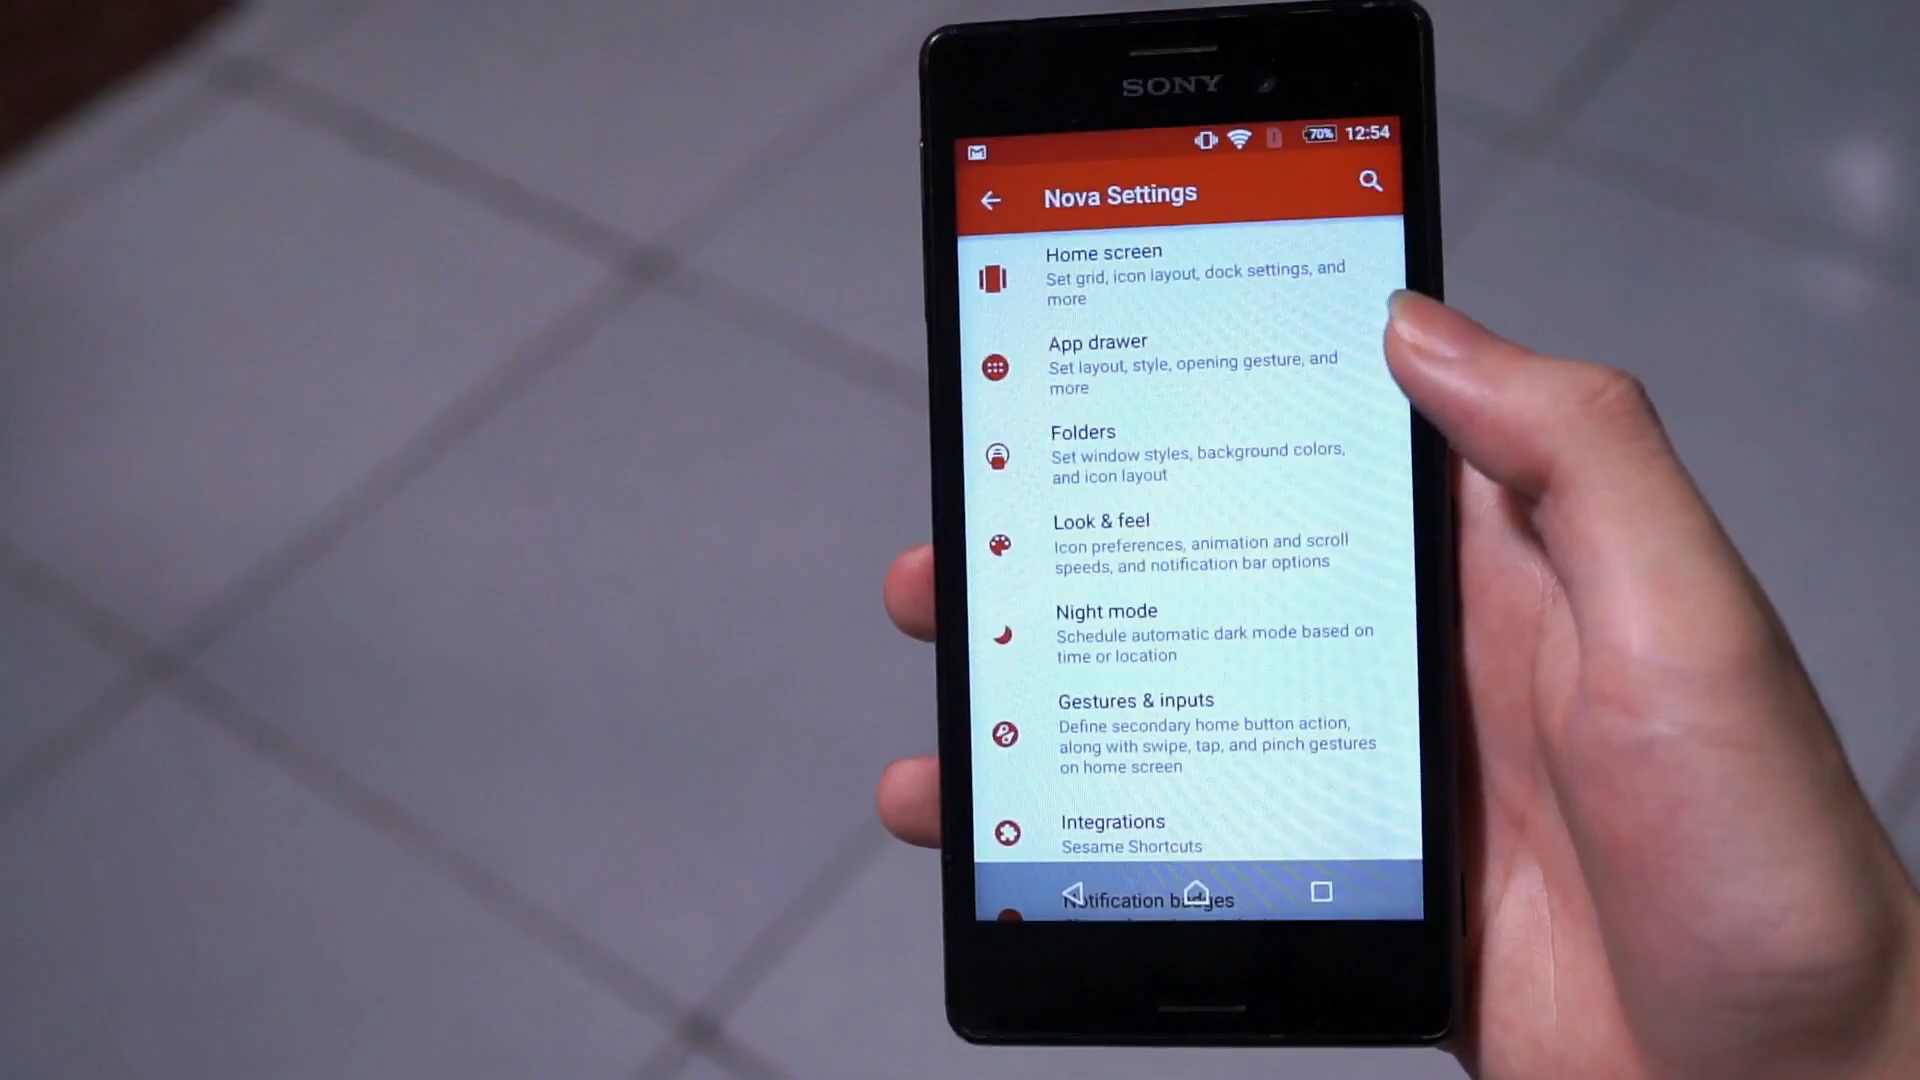 SONY
70% 12:54
Nova Settings
Home screen
Set grid, icon layout, dock settings, and
more
App drawer
Set layout, style, opening gesture, and
more
Folders
Set window styles, background colors,
and icon layout
Look & feel
Icon preferences, animation and scroll
speeds, and notification bar options
Night mode
Schedule automatic dark mode based on
time or location
Gestures & inputs
Define secondary home button action,
along with swipe, tap, and pinch gestures
on home screen
Integrations
Sesame Shortcuts
Notification badges